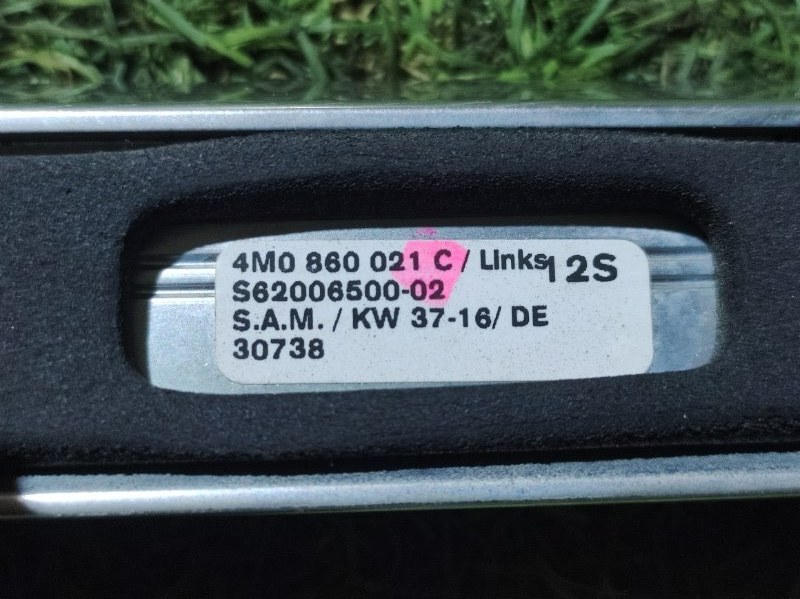 4M0 860 021 C / Links 12S
S62006500-02
S.A.M. / KW 37-16/ DE
30738